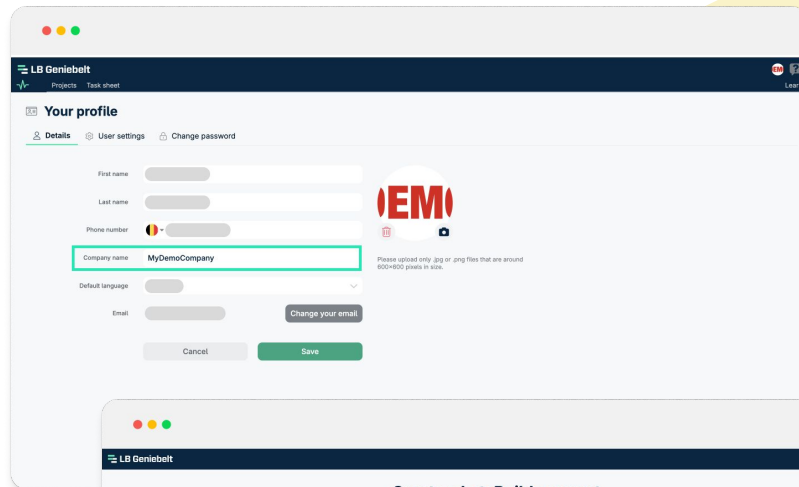 LB Geniebelt
EM
?
Projects Task sheet
Lear
Your profile
Details User settings Change password
First name
Last name
Phone number
Company name MyDemoCompany
Default language
Email Change your email
Cancel Save
EM
Please upload only .jpg or .png files that are around
600x600 pixels in size.
LB Geniebelt